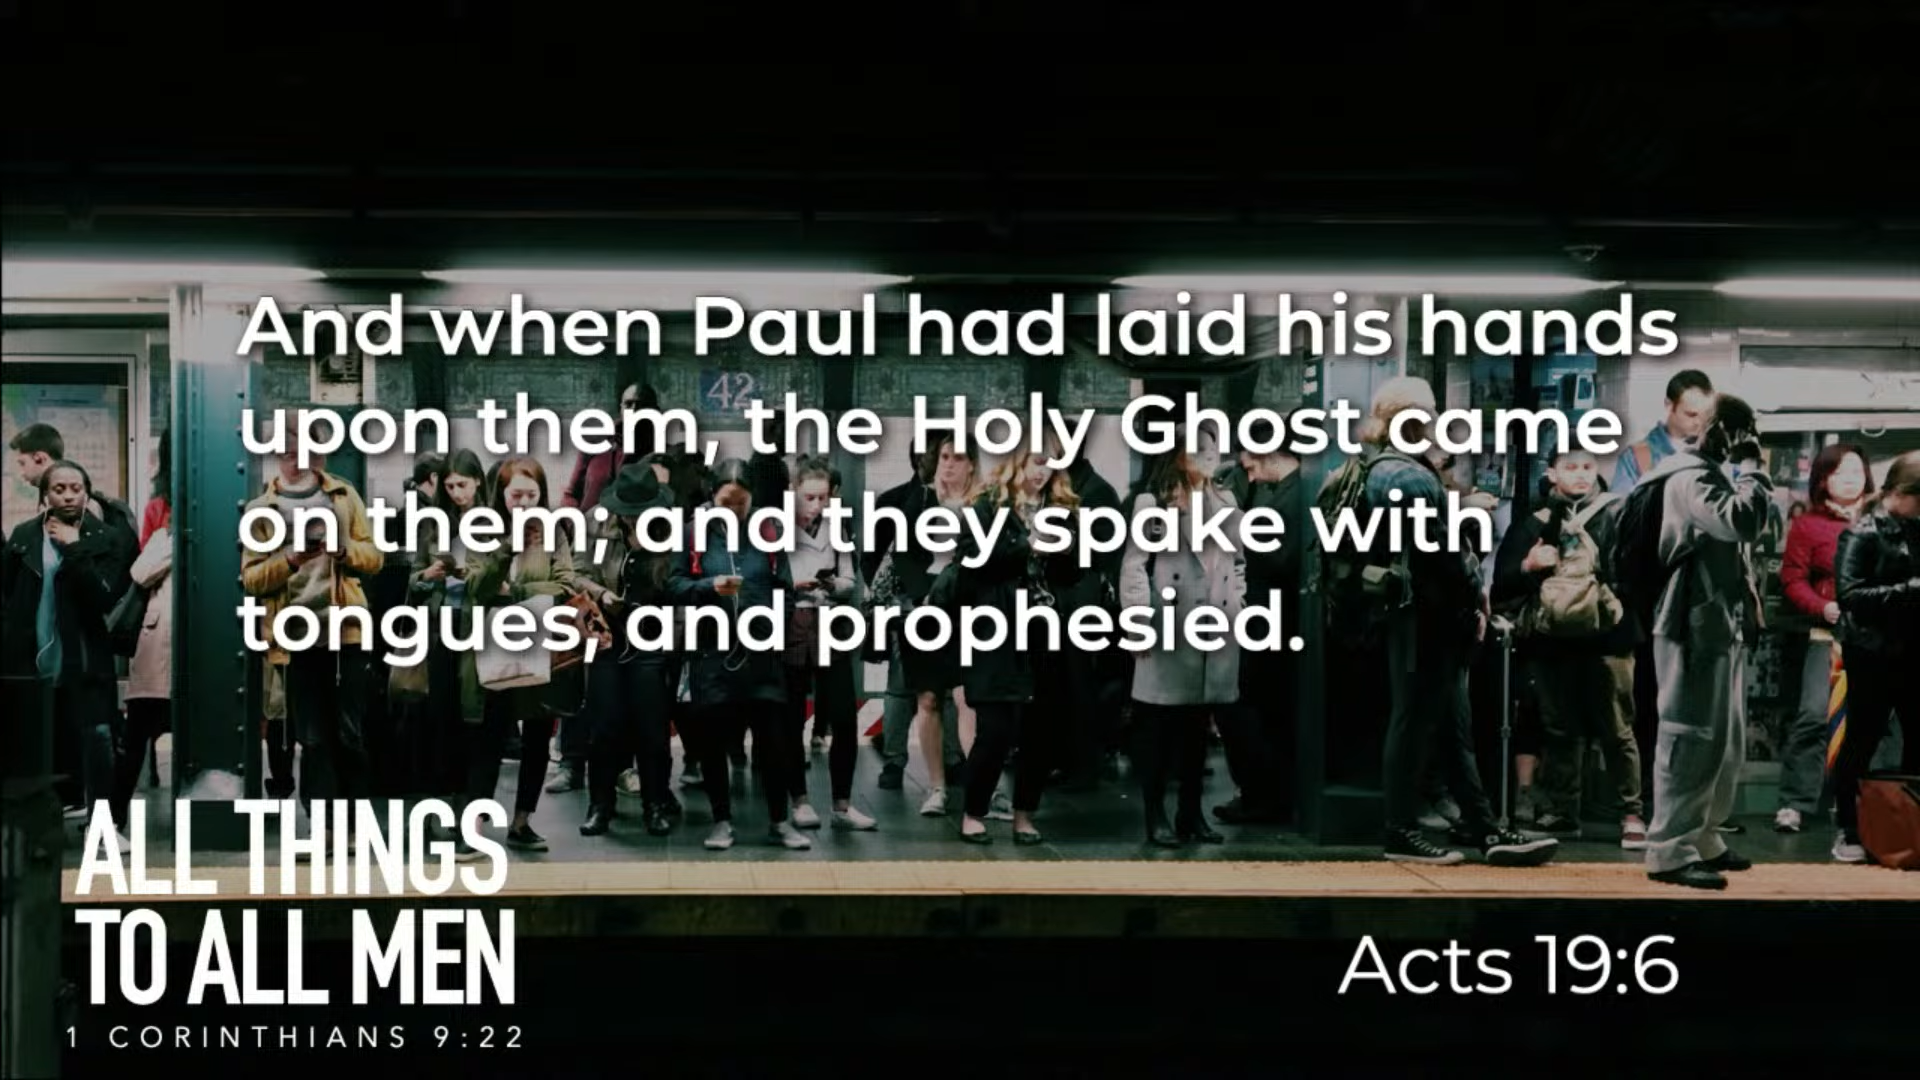 And when Paul had laid his hands
upon them, the Holy Ghost came
on them; and they spake with
tongues, and prophesied.
42
ALL THINGS
TO ALL MEN
1 CORINTHIANS 9:22
Acts 19:6